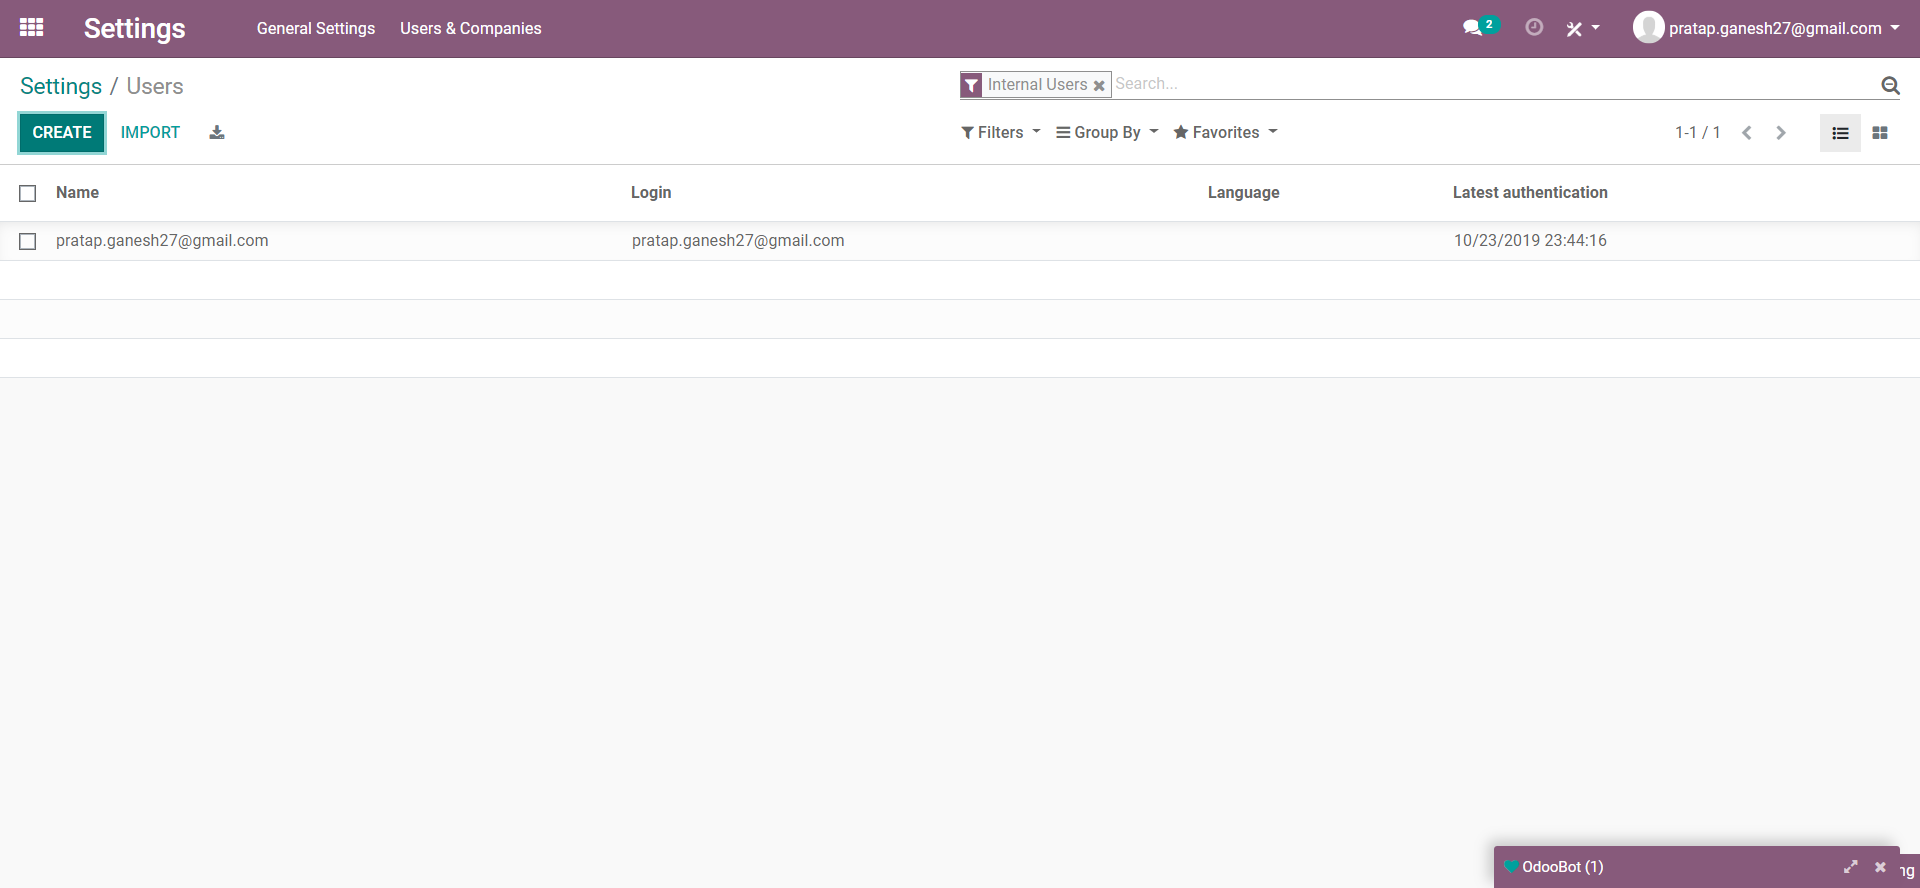 Settings General Settings Users & Companies 2 pratap.ganesh27@gmail.com
Settings / Users Internal Users Search...
CREATE IMPORT Filters Group By Favorites 1-1 / 1
Name Login Language Latest authentication
pratap.ganesh27@gmail.com pratap.ganesh27@gmail.com 10/23/2019 23:44:16
OdooBot (1)